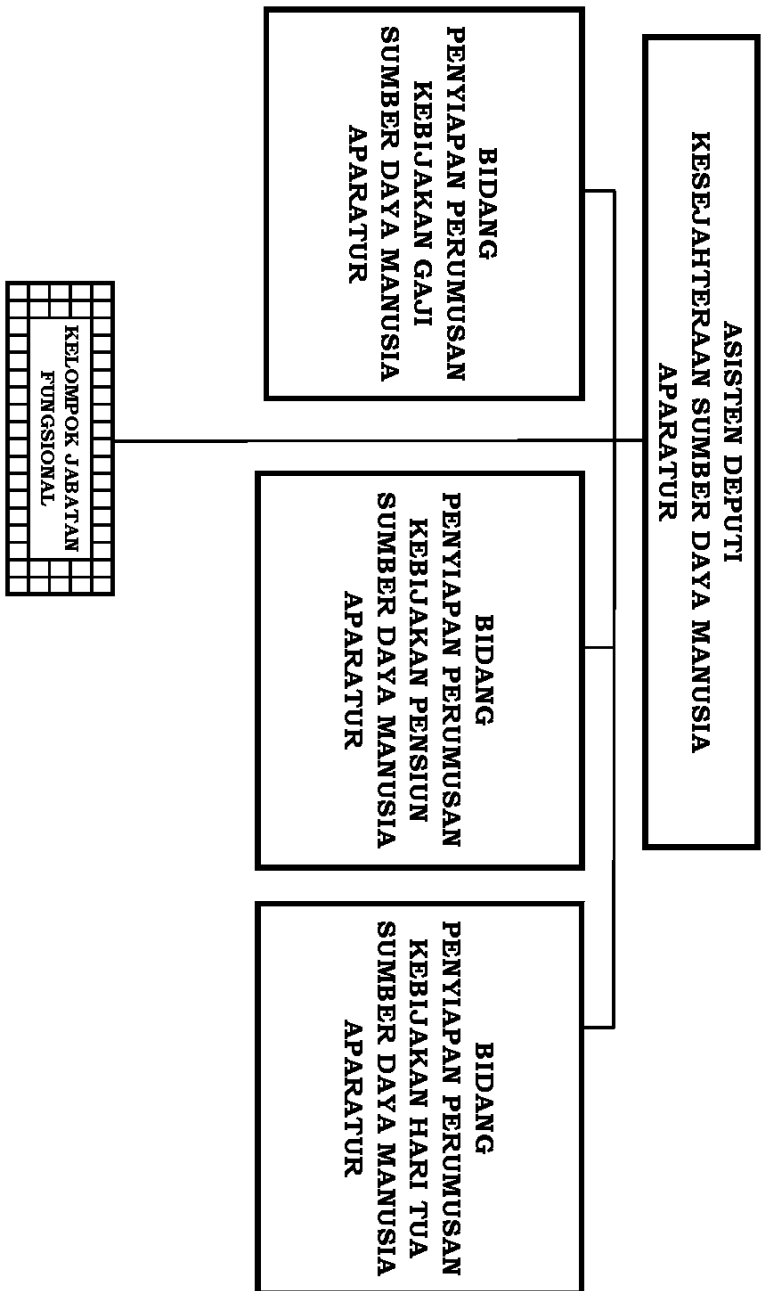 ASISTEN DEPUTI
KESEJAHTERAAN SUMBER DAYA MANUSIA
APARATUR
BIDANG
PENYIAPAN PERUMUSAN
KEBIJAKAN GAJI
SUMBER DAYA MANUSIA
APARATUR
BIDANG
PENYIAPAN PERUMUSAN
KEBIJAKAN PENSIUN
SUMBER DAYA MANUSIA
APARATUR
BIDANG
PENYIAPAN PERUMUSAN
KEBIJAKAN HARI TUA
SUMBER DAYA MANUSIA
APARATUR
KELOMPOK JABATAN
FUNGSIONAL